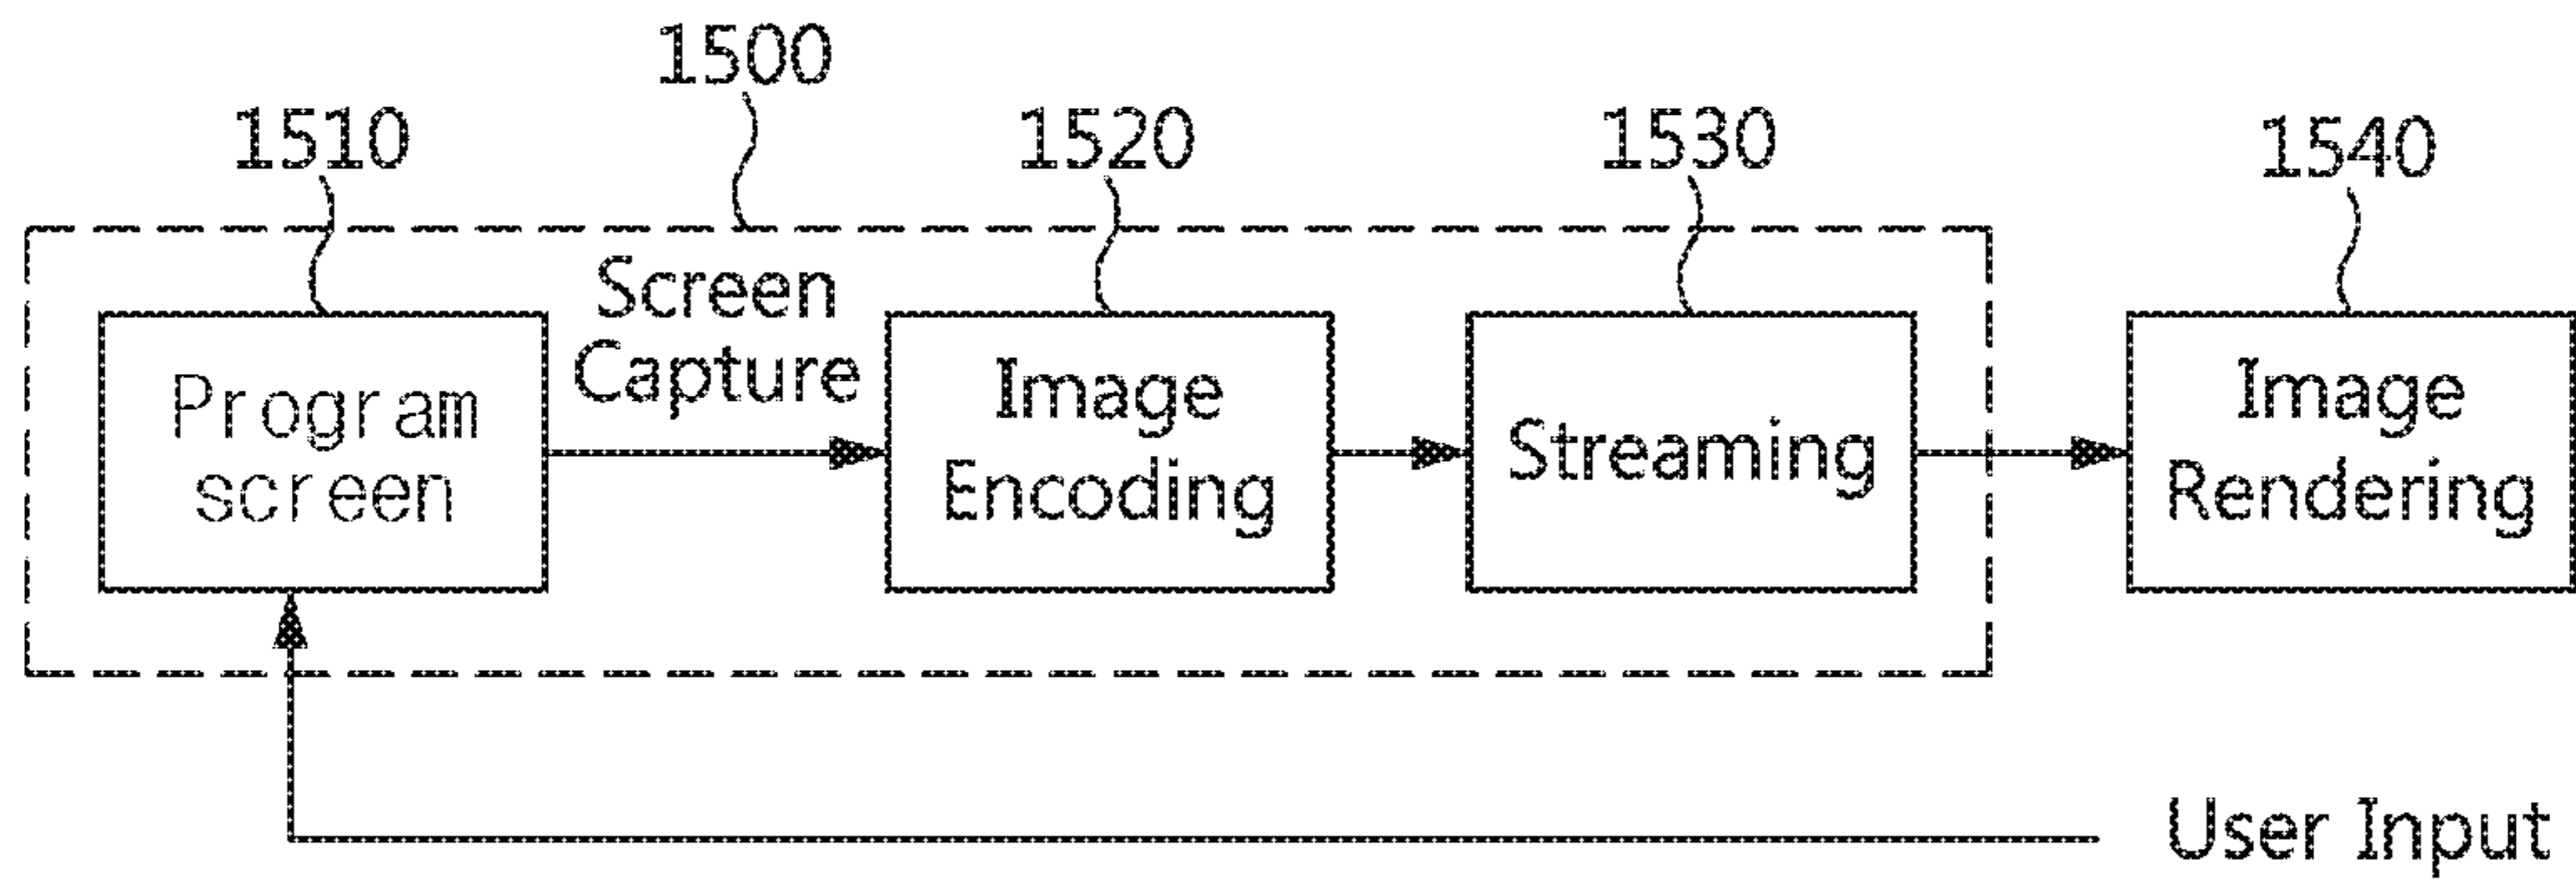 1500
1510
1520
1530
1540
Screen
Capture
Program
screen
Image
Encoding
Streaming
Image
Rendering
User Input